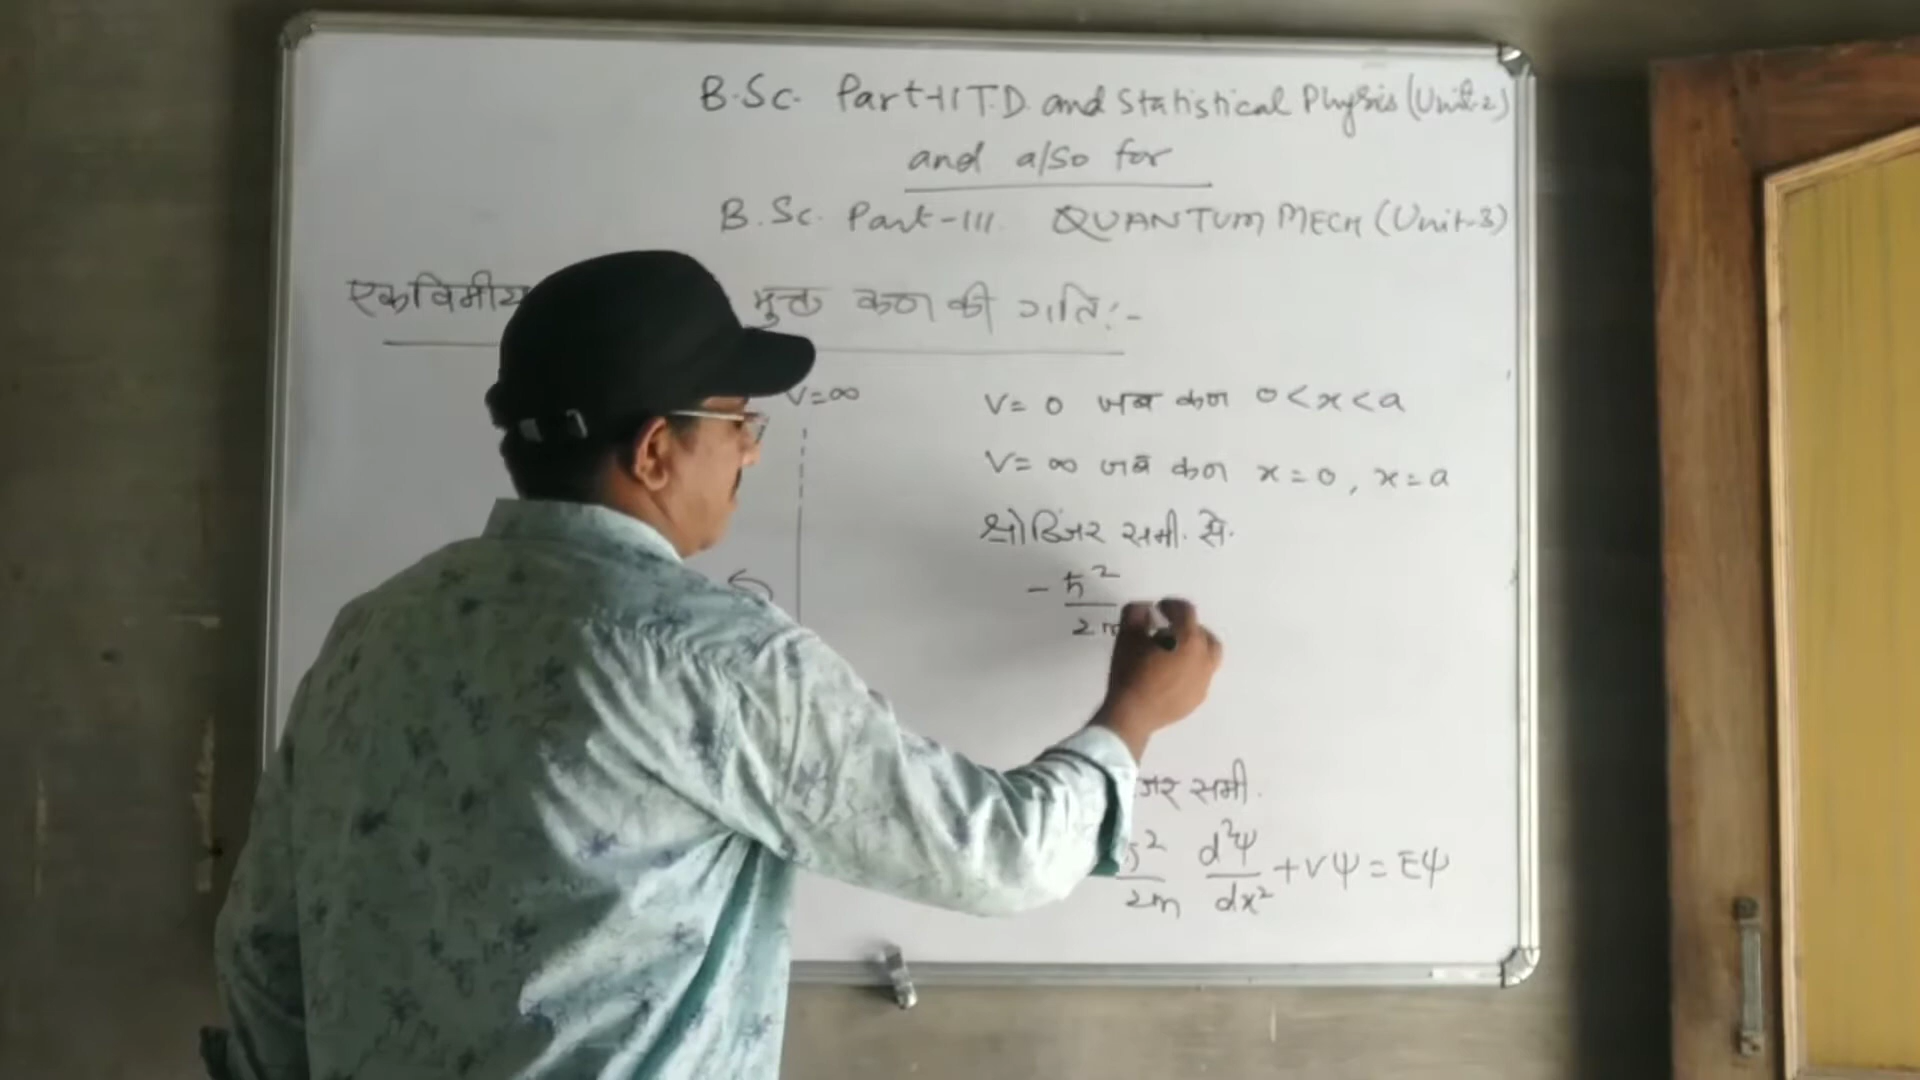 B.Sc. Part-II T.D. and Statistical Physis (Unit-2)
and also for
B.Sc. Part-III. QUANTUM MECH (Unit-3)
एकविमीय मुक्त कण की गति:-
V=∞
V= 0 जब कण 0<x<a
V= ∞ जब कण x=0, x=a
श्रोडिंजर समी. से.
-ħ²/2m
जर समी.
ħ²/2m d²ψ/dx² +Vψ = Eψ